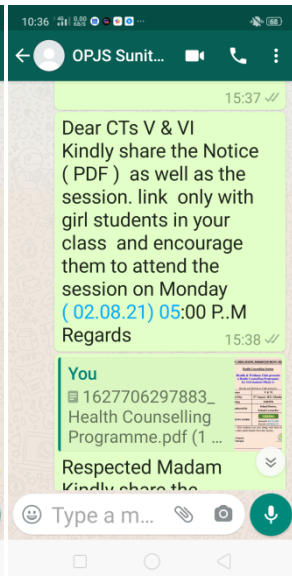 10:36
68
OPJS Sunit...
15:37
Dear CTs V & VI
Kindly share the Notice
( PDF )  as well as the
session. link  only with
girl students in your
class  and encourage
them to attend the
session on Monday
( 02.08.21) 05:00 P..M
Regards
15:38
You
1627706297883_
Health Counselling
Programme.pdf (1 ...
Respected Madam
Kindly share the
Type a m...